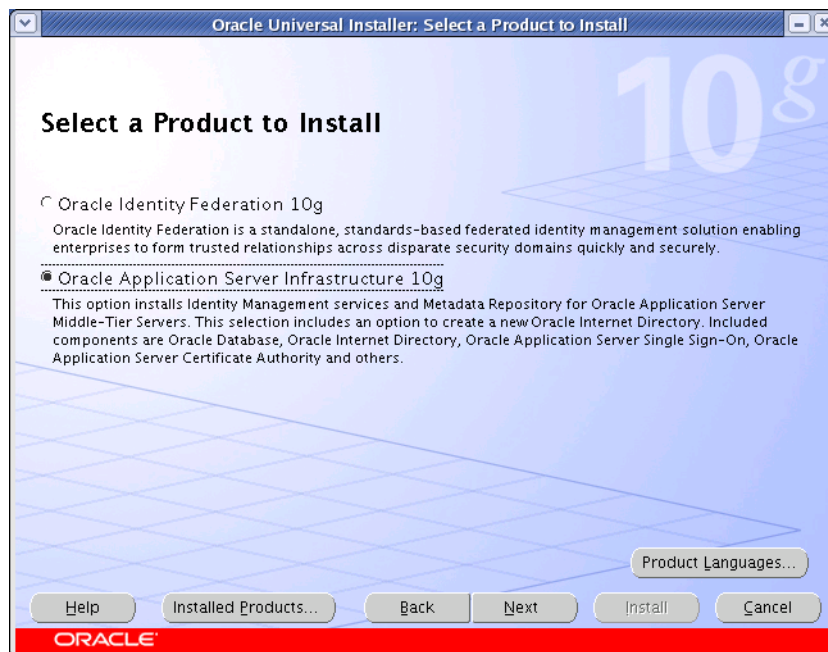 Oracle Universal Installer: Select a Product to Install
10g
Select a Product to Install
Oracle Identity Federation 10g
Oracle Identity Federation is a standalone, standards-based federated identity management solution enabling
enterprises to form trusted relationships across disparate security domains quickly and securely.
Oracle Application Server Infrastructure 10g
This option installs Identity Management services and Metadata Repository for Oracle Application Server
Middle-Tier Servers. This selection includes an option to create a new Oracle Internet Directory. Included
components are Oracle Database, Oracle Internet Directory, Oracle Application Server Single Sign-On, Oracle
Application Server Certificate Authority and others.
Product Languages...
Help Installed Products... Back Next Install Cancel
ORACLE